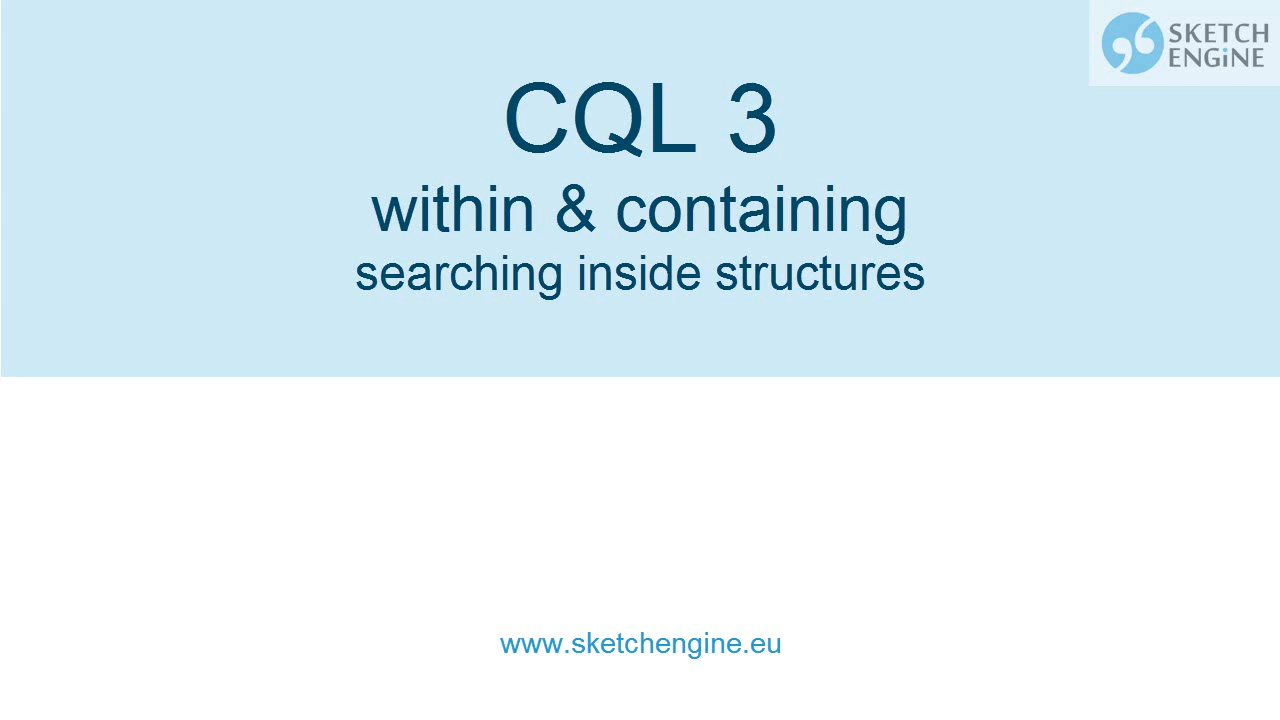 SKETCH
ENGiNE
CQL 3
within & containing
searching inside structures
www.sketchengine.eu